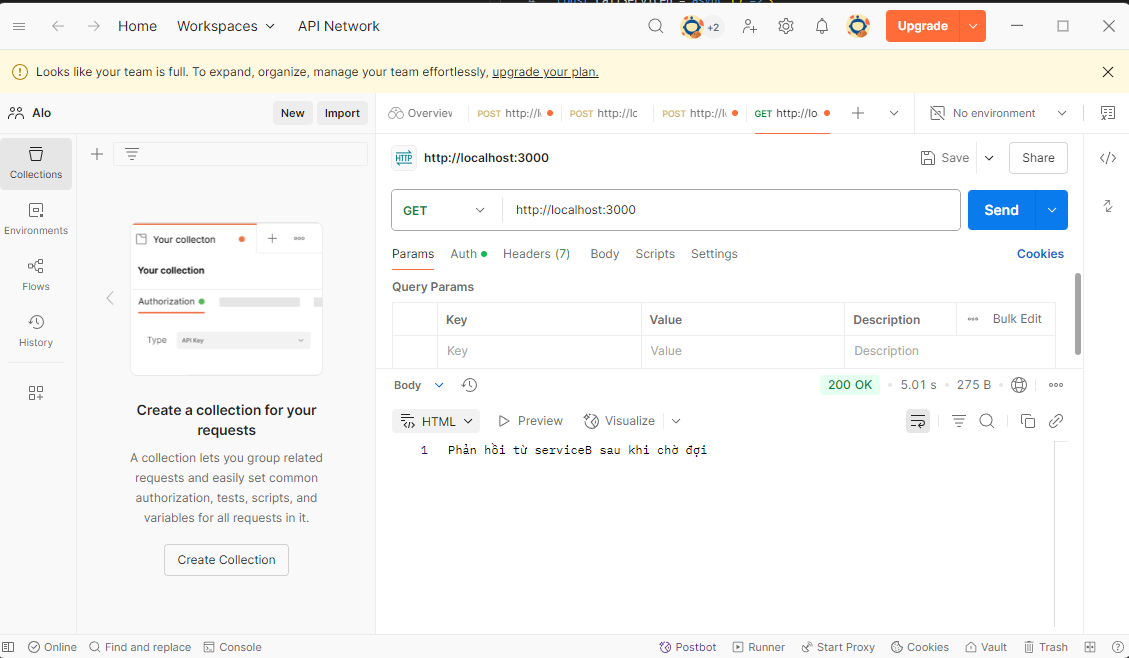 Home Workspaces API Network +2 Upgrade
Looks like your team is full. To expand, organize, manage your team effortlessly, upgrade your plan.
Alo New Import Overview POST http://l POST http://lc POST http://l GET http://lo No environment
Collections
Environments
Flows
History
Your collecton
Your collection
Authorization
Type API Key
Create a collection for your
requests
A collection lets you group related
requests and easily set common
authorization, tests, scripts, and
variables for all requests in it.
Create Collection
HTTP http://localhost:3000 Save Share
GET http://localhost:3000 Send
Params Auth Headers (7) Body Scripts Settings Cookies
Query Params
Key Value Description Bulk Edit
Key Value Description
Body 200 OK 5.01 s 275 B
HTML Preview Visualize
1 Phản hồi từ serviceB sau khi chờ đợi
Online Find and replace Console Postbot Runner Start Proxy Cookies Vault Trash